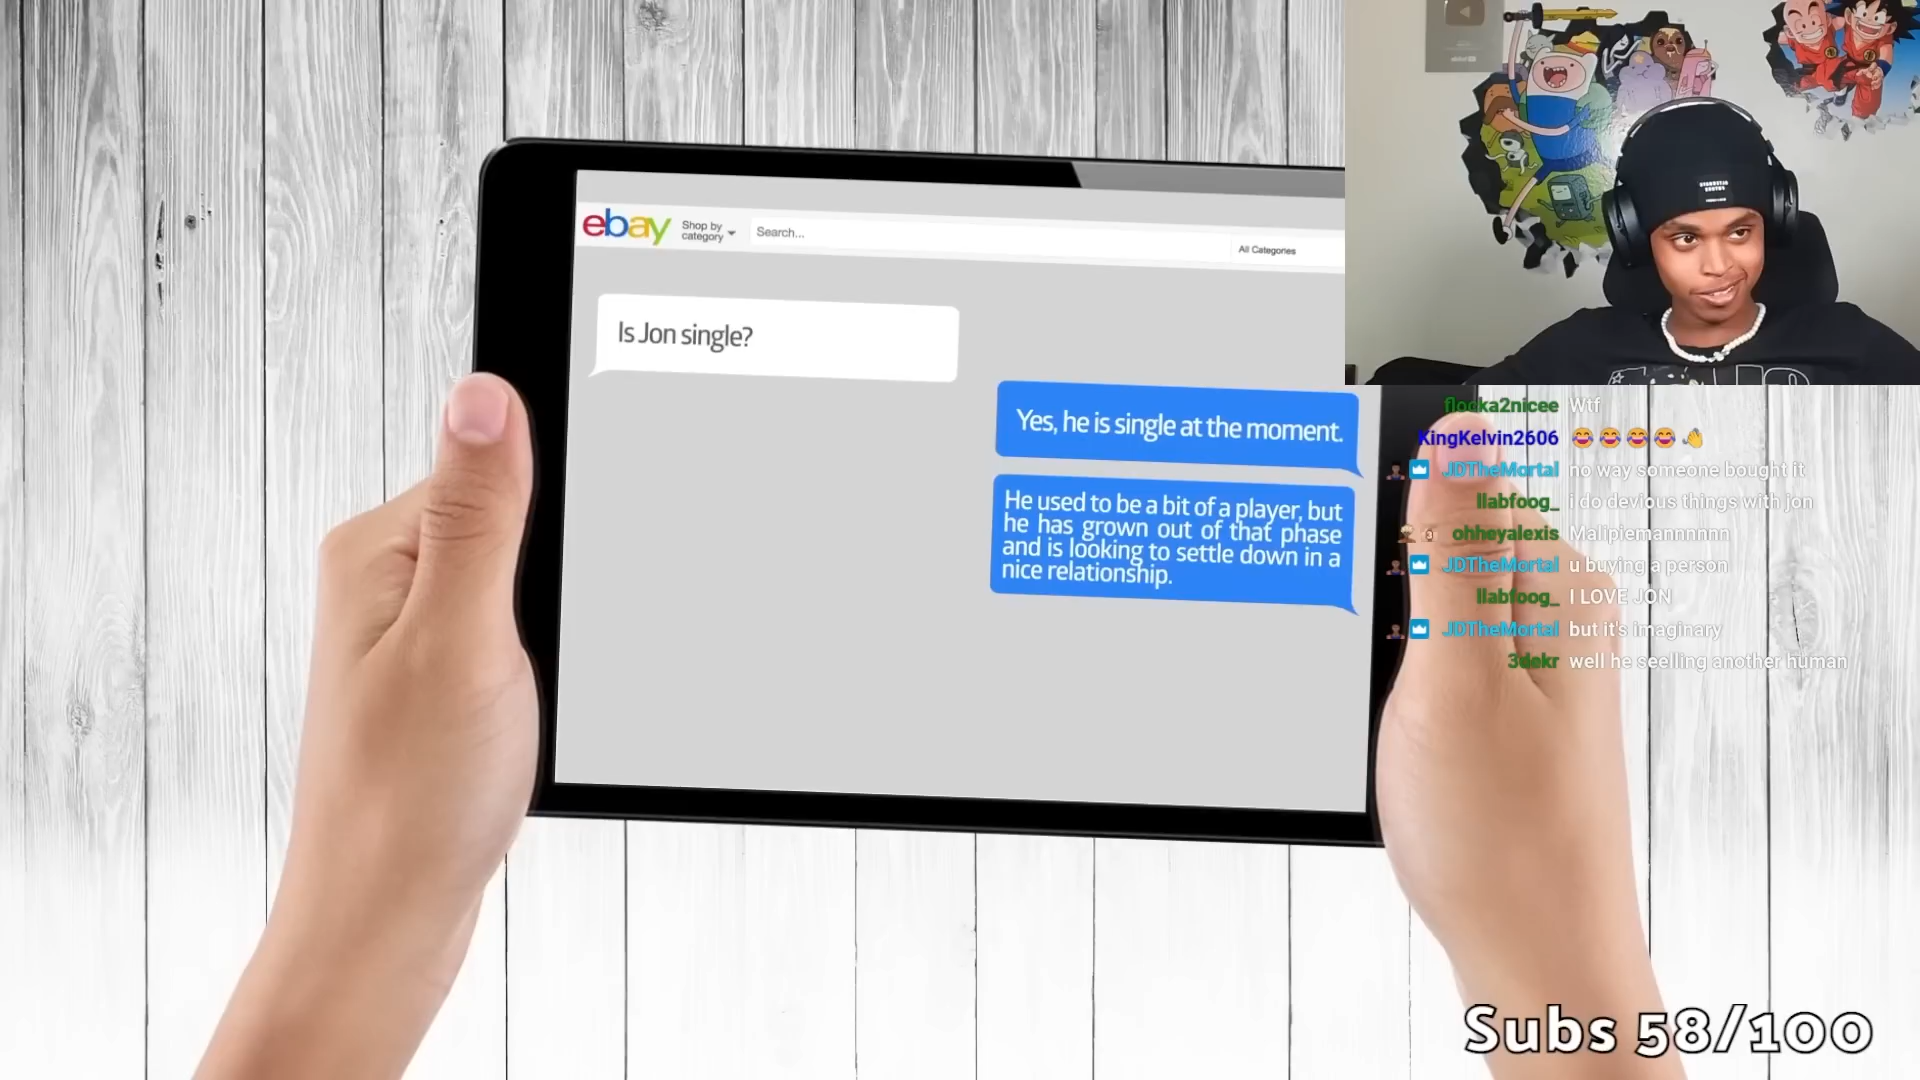 ebay
Shop by
category
Search...
All Categories
Is Jon single?
Yes, he is single at the moment.
He used to be a bit of a player, but
he has grown out of that phase
and is looking to settle down in a
nice relationship.
flocka2nicee Wtf
KingKelvin2606 😂😂😂😂👋
JDTheMortal no way someone bought it
llabfoog_ i do devious things with jon
ohheyalexis Malipiemannnnnn
JDTheMortal u buying a person
llabfoog_ I LOVE JON
JDTheMortal but it's imaginary
3dekr well he seelling another human
Subs 58/100